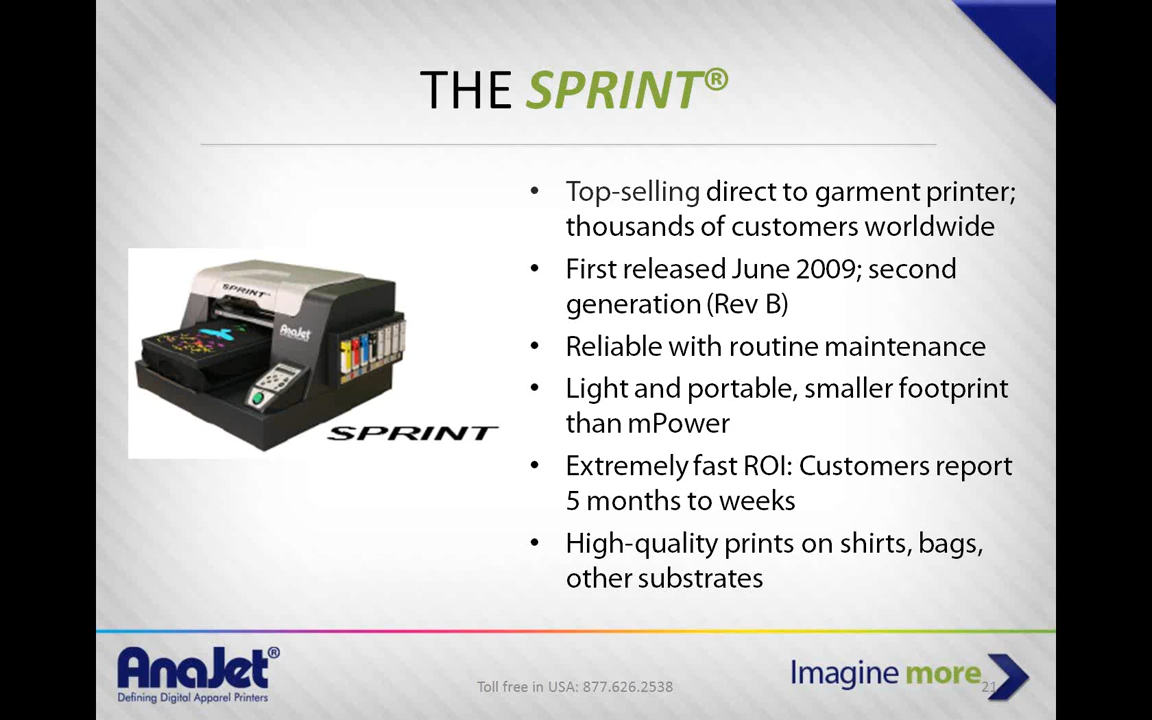 THE SPRINT®
• Top-selling direct to garment printer;
thousands of customers worldwide
• First released June 2009; second
generation (Rev B)
• Reliable with routine maintenance
• Light and portable, smaller footprint
than mPower
• Extremely fast ROI: Customers report
5 months to weeks
• High-quality prints on shirts, bags,
other substrates
SPRINT
AnaJet
SPRINT
AnaJet®
Defining Digital Apparel Printers
Toll free in USA: 877.626.2538
Imagine more
21